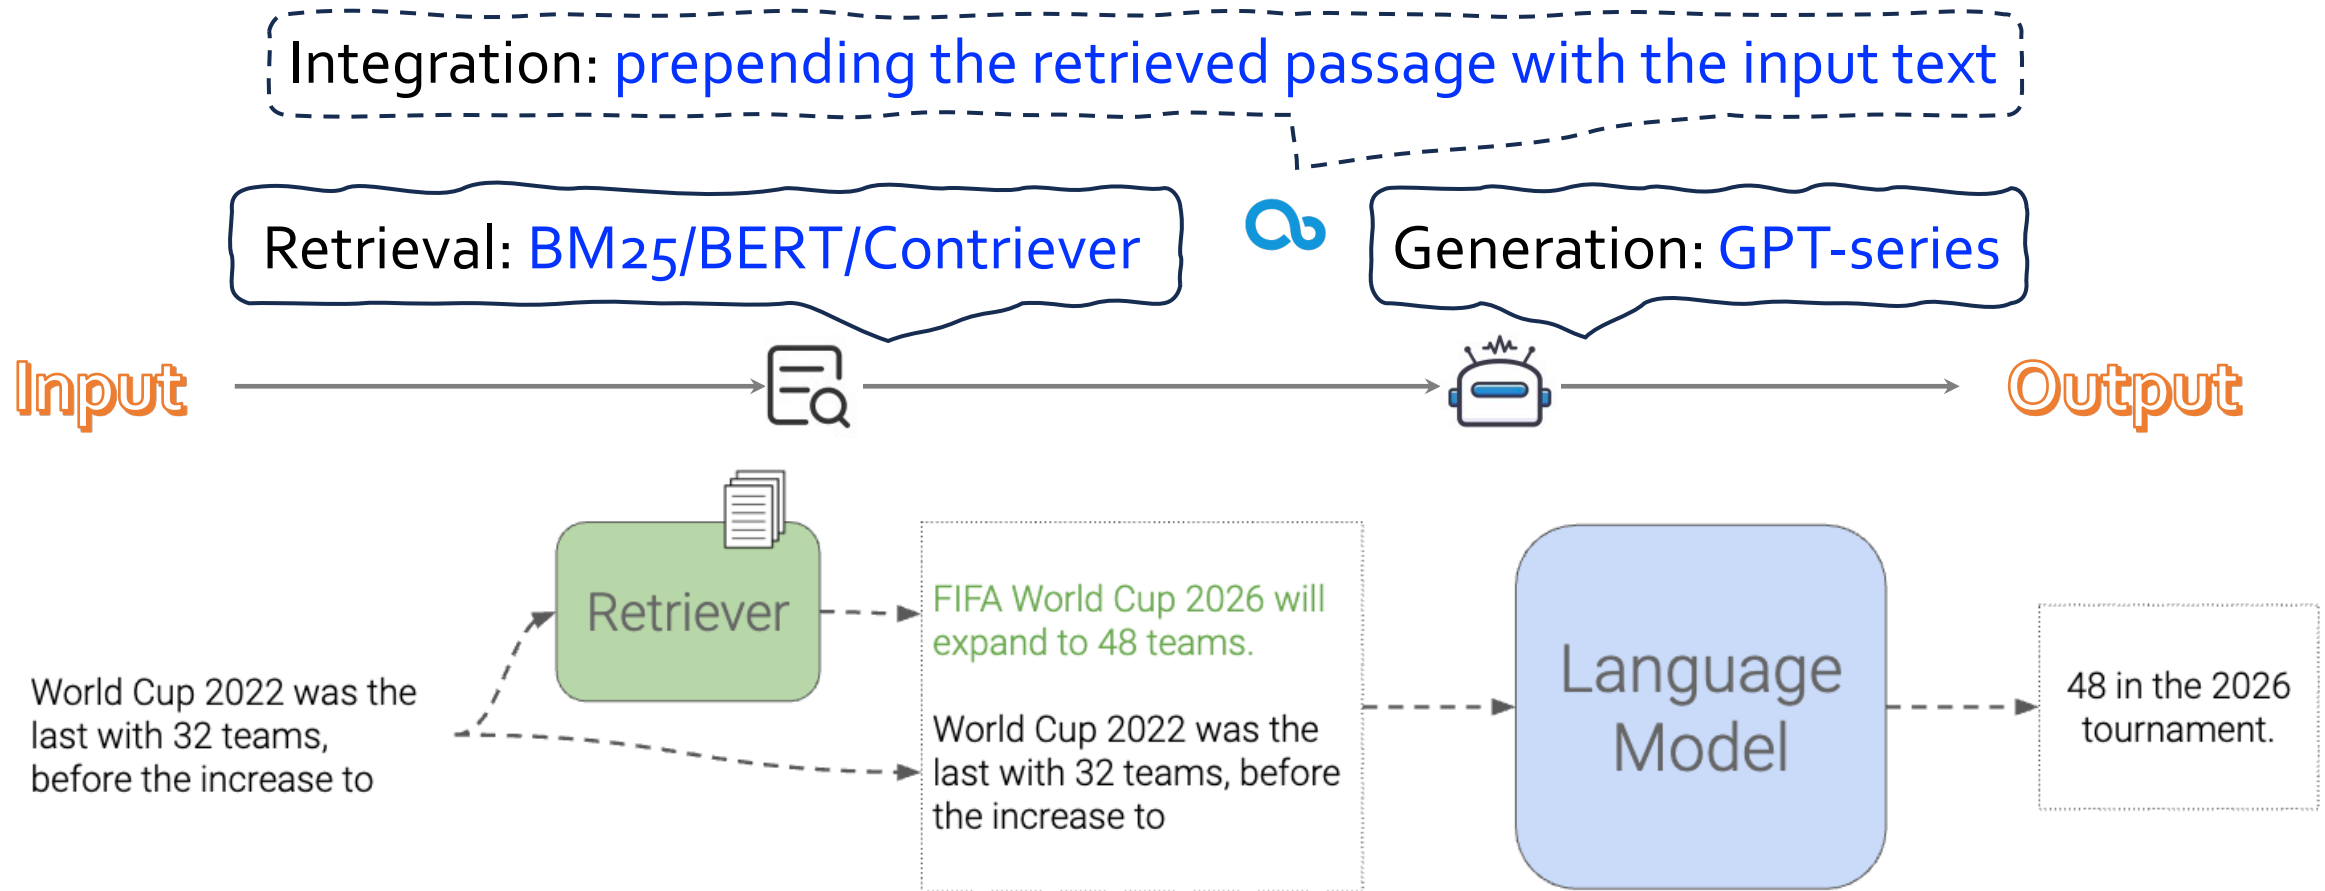 Integration: prepending the retrieved passage with the input text
Retrieval: BM25/BERT/Contriever
Generation: GPT-series
Input
Output
World Cup 2022 was the
last with 32 teams,
before the increase to
Retriever
FIFA World Cup 2026 will
expand to 48 teams.
World Cup 2022 was the
last with 32 teams, before
the increase to
Language
Model
48 in the 2026
tournament.